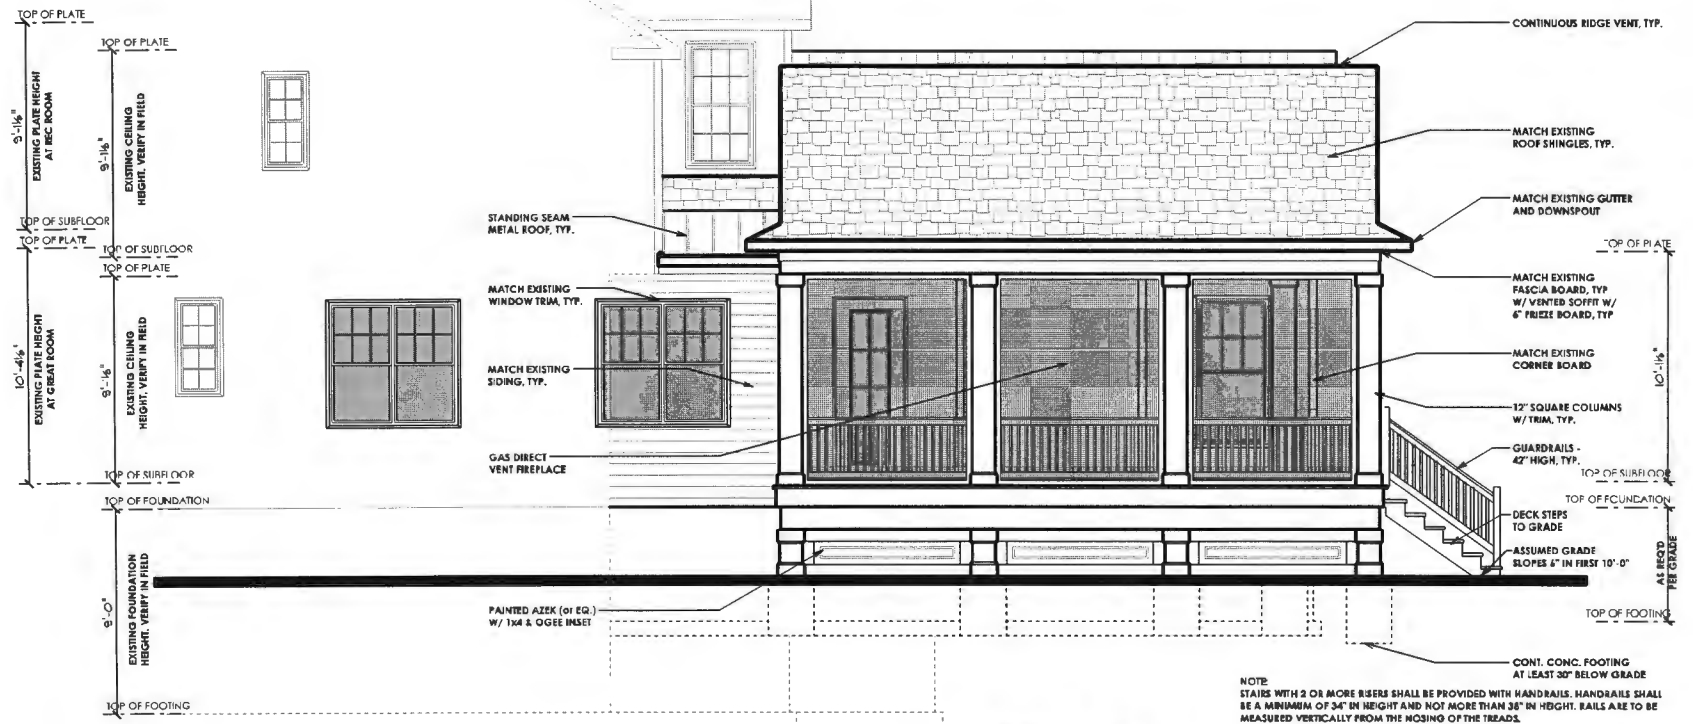 TOP OF PLATE
TOP OF PLATE
9'-1⅛"
EXISTING PLATE HEIGHT
AT REC ROOM
EXISTING CEILING
HEIGHT. VERIFY IN FIELD
TOP OF SUBFLOOR
TOP OF PLATE
TOP OF SUBFLOOR
TOP OF PLATE
10'-4⅛"
EXISTING PLATE HEIGHT
AT GREAT ROOM
EXISTING CEILING
HEIGHT. VERIFY IN FIELD
TOP OF SUBFLOOR
TOP OF FOUNDATION
EXISTING FOUNDATION
HEIGHT. VERIFY IN FIELD
TOP OF FOOTING
STANDING SEAM
METAL ROOF, TYP.
MATCH EXISTING
WINDOW TRIM, TYP.
MATCH EXISTING
SIDING, TYP.
GAS DIRECT
VENT FIREPLACE
PAINTED AZEK (or EQ.)
W/ 1x4 & OGEE INSET
CONTINUOUS RIDGE VENT, TYP.
MATCH EXISTING
ROOF SHINGLES, TYP.
MATCH EXISTING GUTTER
AND DOWNSPOUT
TOP OF PLATE
MATCH EXISTING
FASCIA BOARD, TYP
W/ VENTED SOFFIT W/
6" FRIEZE BOARD, TYP
MATCH EXISTING
CORNER BOARD
10'-1⅛"
12" SQUARE COLUMNS
W/ TRIM, TYP.
GUARDRAILS -
42" HIGH, TYP.
TOP OF SUBFLOOR
TOP OF FOUNDATION
DECK STEPS
TO GRADE
ASSUMED GRADE
SLOPES 6" IN FIRST 10'-0"
AS REQ'D
PER GRADE
TOP OF FOOTING
CONT. CONC. FOOTING
AT LEAST 30" BELOW GRADE
NOTE
STAIRS WITH 2 OR MORE RISERS SHALL BE PROVIDED WITH HANDRAILS. HANDRAILS SHALL
BE A MINIMUM OF 34" IN HEIGHT AND NOT MORE THAN 38" IN HEIGHT. RAILS ARE TO BE
MEASURED VERTICALLY FROM THE NOSING OF THE TREADS.